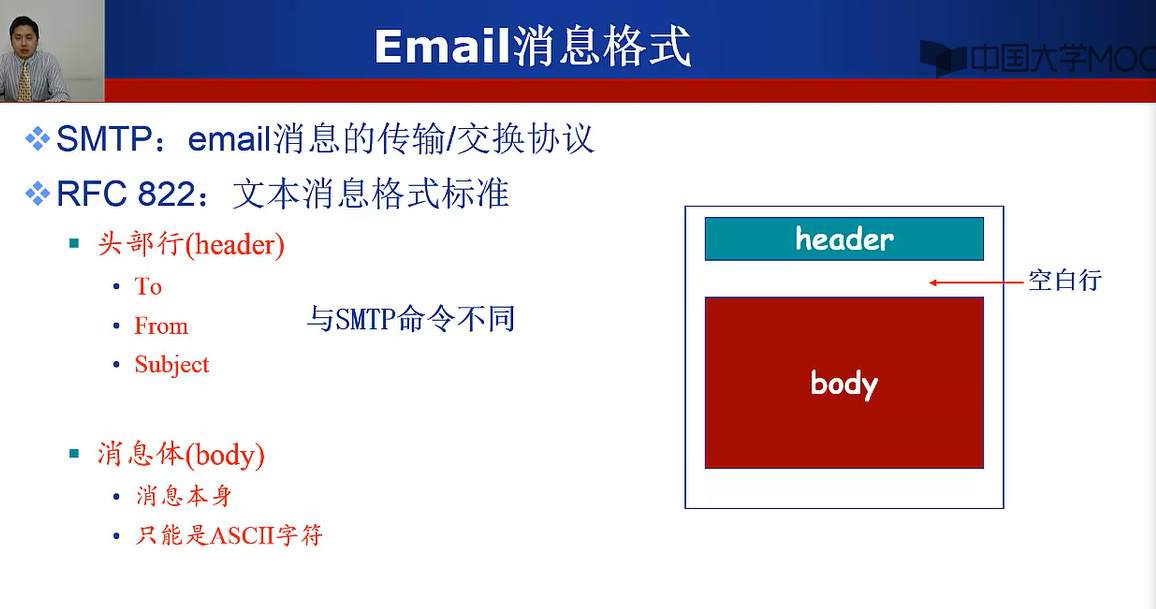 Email消息格式
中国大学MOO
SMTP：email消息的传输/交换协议
RFC 822：文本消息格式标准
头部行(header)
To
From
Subject
与SMTP命令不同
消息体(body)
消息本身
只能是ASCII字符
header
空白行
body